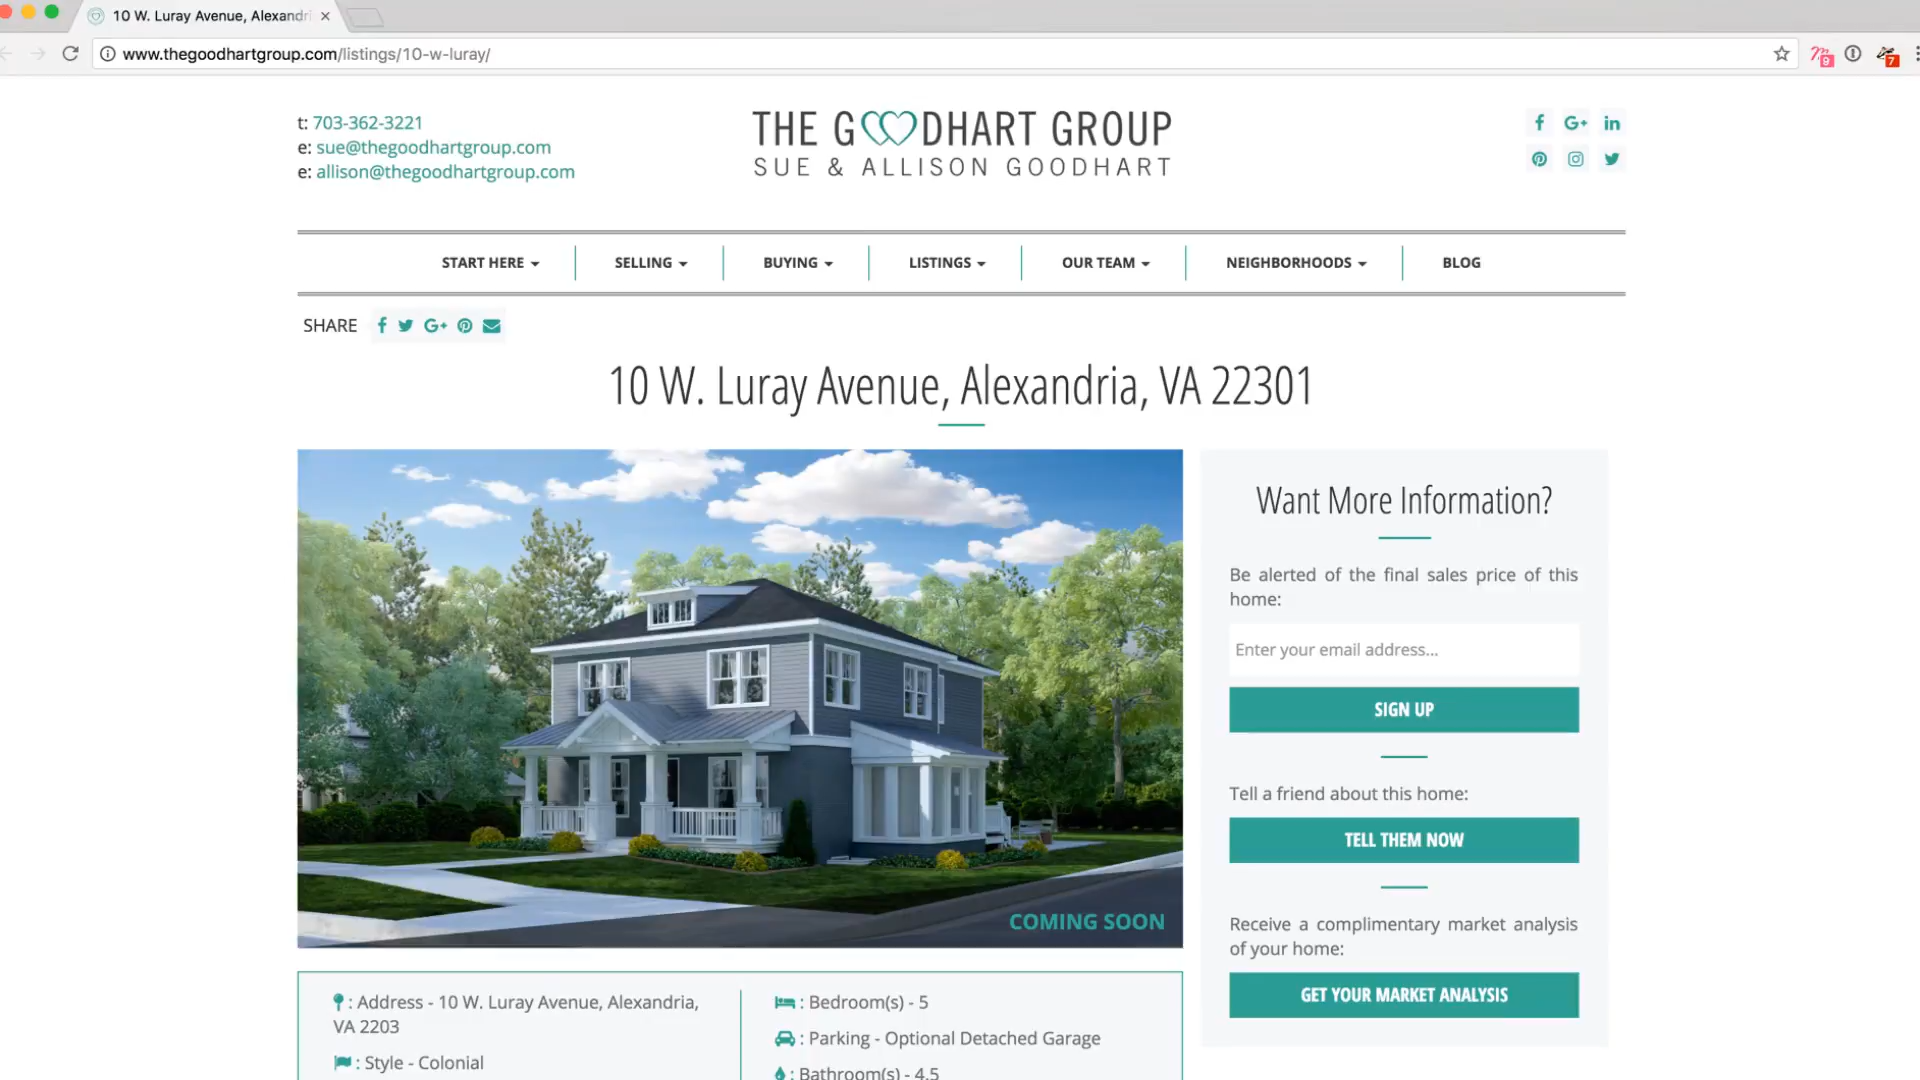 10 W. Luray Avenue, Alexandri
www.thegoodhartgroup.com/listings/10-w-luray/
9
7
t: 703-362-3221
e: sue@thegoodhartgroup.com
e: allison@thegoodhartgroup.com
THE GOODHART GROUP
SUE & ALLISON GOODHART
START HERE
SELLING
BUYING
LISTINGS
OUR TEAM
NEIGHBORHOODS
BLOG
SHARE
10 W. Luray Avenue, Alexandria, VA 22301
COMING SOON
Want More Information?
Be alerted of the final sales price of this
home:
Enter your email address...
SIGN UP
Tell a friend about this home:
TELL THEM NOW
Receive a complimentary market analysis
of your home:
GET YOUR MARKET ANALYSIS
: Address - 10 W. Luray Avenue, Alexandria,
VA 2203
: Style - Colonial
: Bedroom(s) - 5
: Parking - Optional Detached Garage
: Bathroom(s) - 4.5